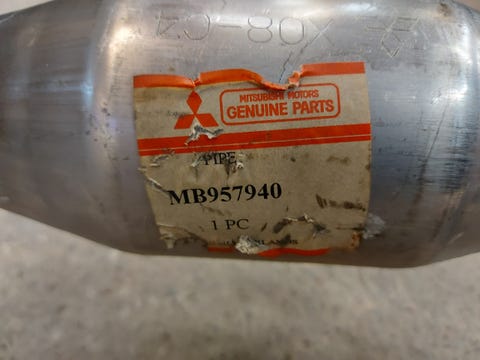 MITSUBISHI MOTORS
GENUINE PARTS
PIPE
MB957940
1 PC